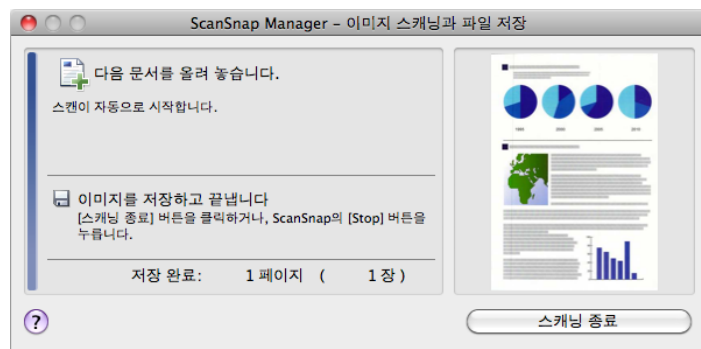 ScanSnap Manager – 이미지 스캐닝과 파일 저장
다음 문서를 올려 놓습니다.
스캔이 자동으로 시작합니다.
이미지를 저장하고 끝냅니다
[스캐닝 종료] 버튼을 클릭하거나, ScanSnap의 [Stop] 버튼을
누릅니다.
저장 완료: 1 페이지 ( 1 장 )
?
스캐닝 종료
1990 2000 2005 2010